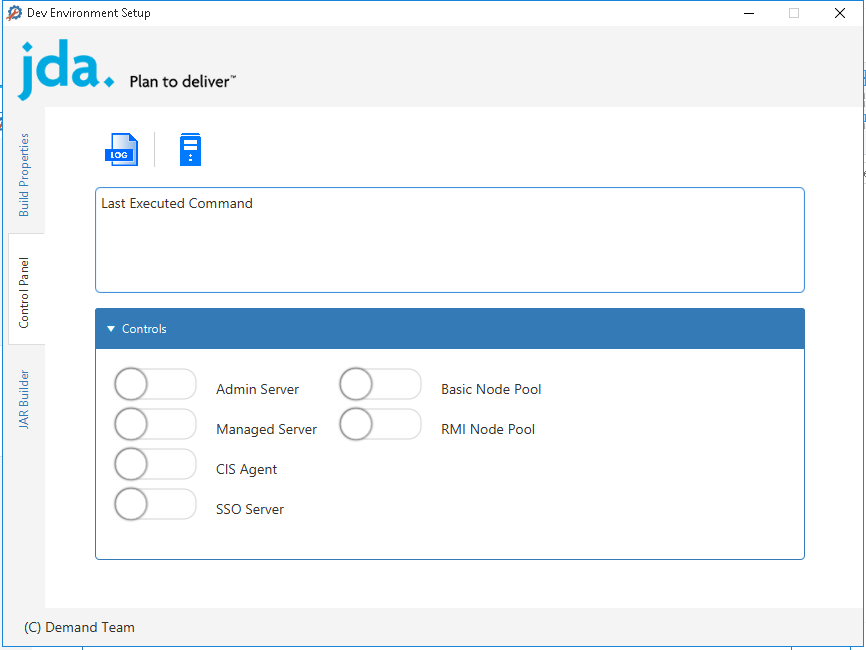 Dev Environment Setup
jda.
Plan to deliver™
Build Properties
Control Panel
JAR Builder
LOG
Last Executed Command
Controls
Admin Server
Basic Node Pool
Managed Server
RMI Node Pool
CIS Agent
SSO Server
(C) Demand Team